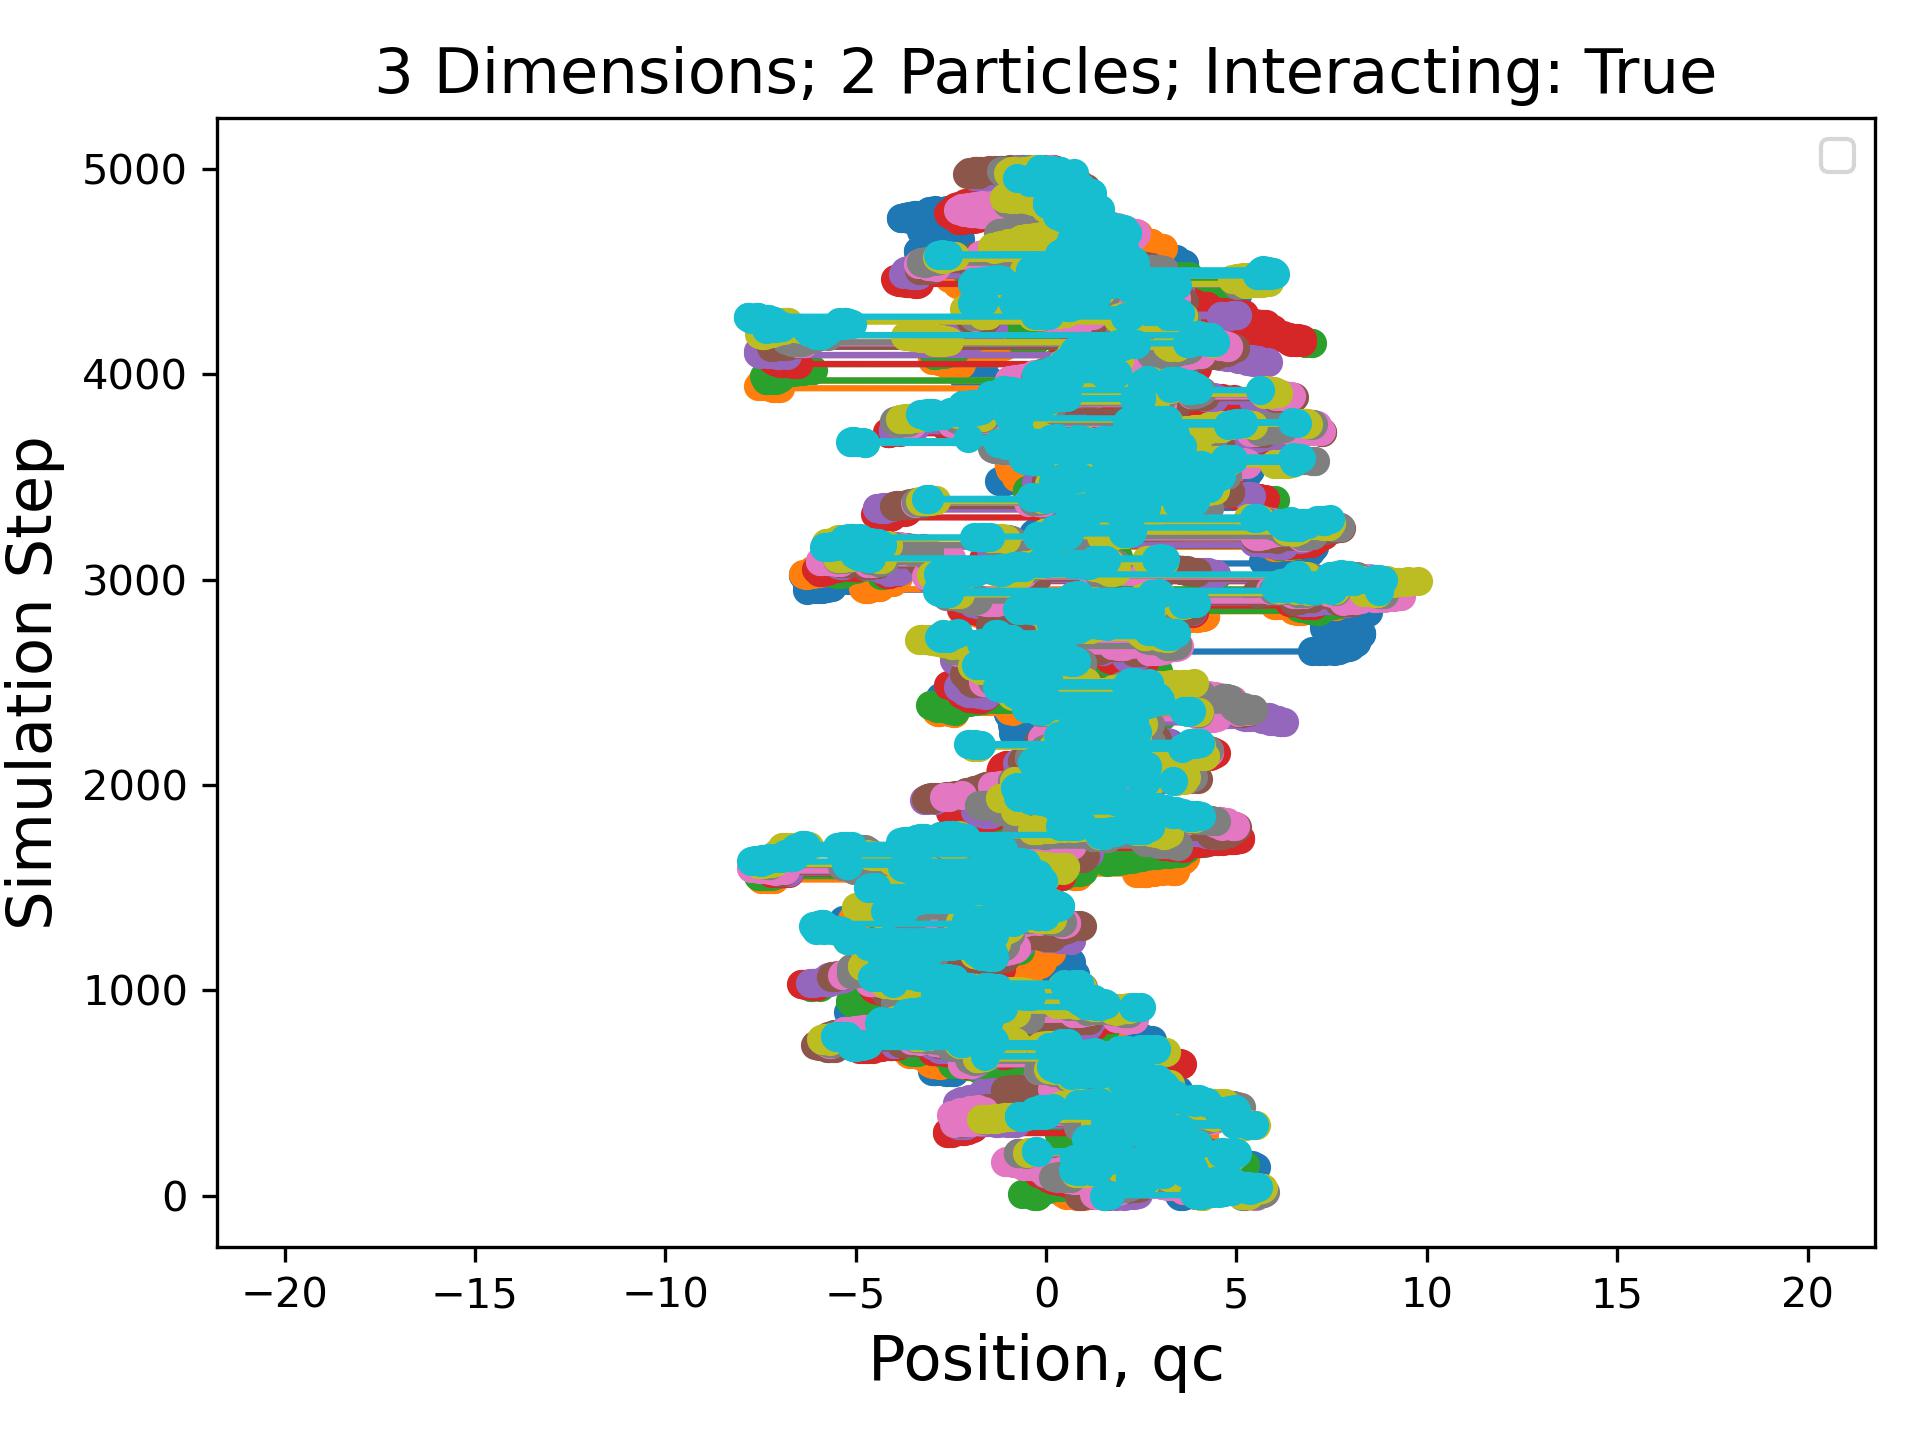 3 Dimensions; 2 Particles; Interacting: True
5000
4000
3000
2000
1000
0
Simulation Step
−20 −15 −10 −5 0 5 10 15 20
Position, qc